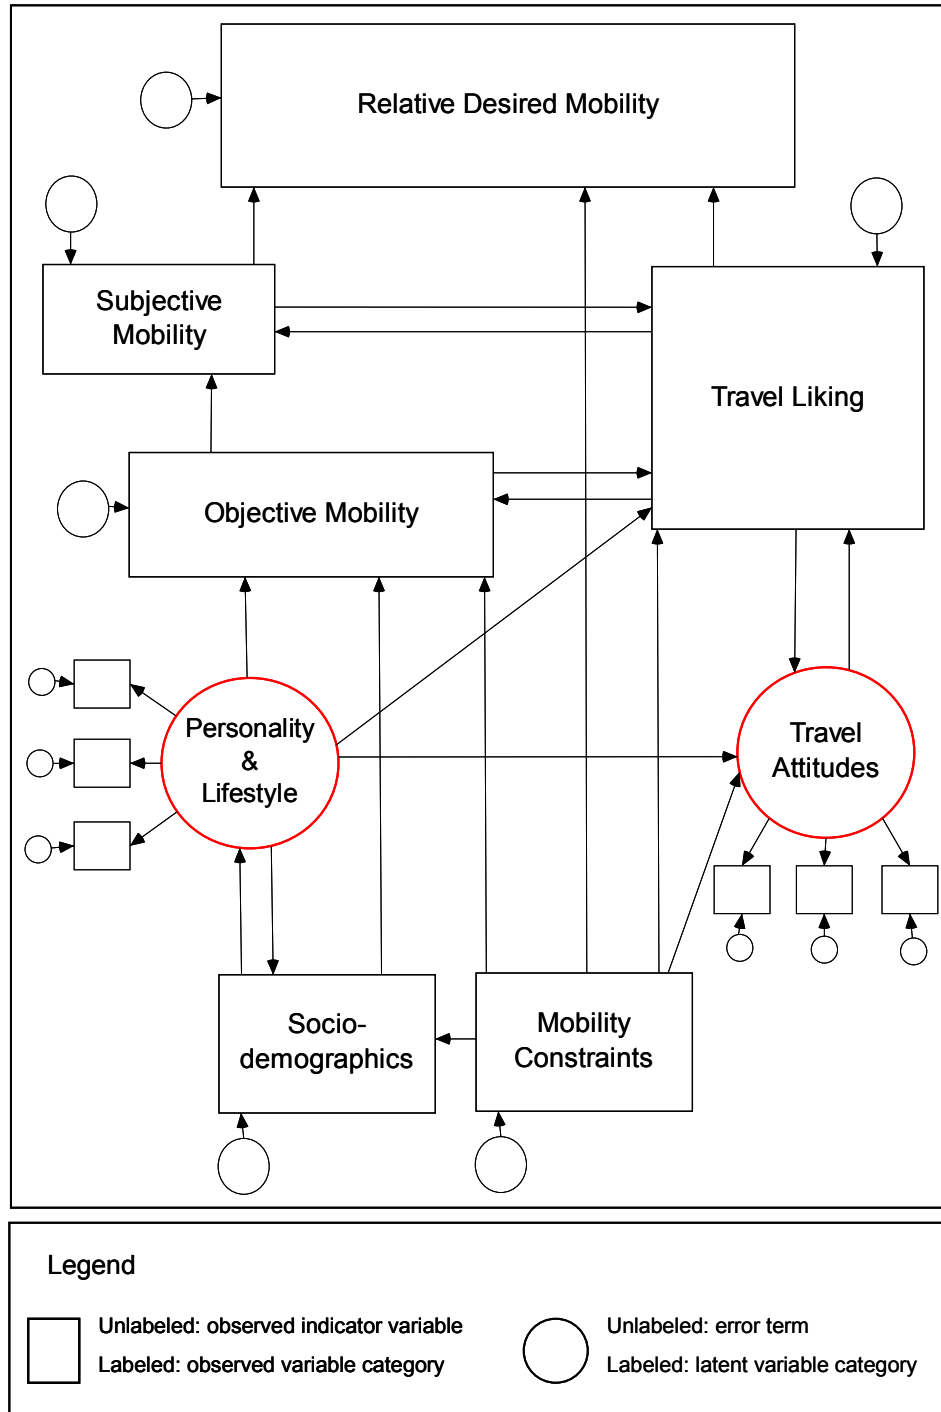 Relative Desired Mobility
Subjective
Mobility
Travel Liking
Objective Mobility
Personality
&
Lifestyle
Travel
Attitudes
Socio-
demographics
Mobility
Constraints
Legend
Unlabeled: observed indicator variable
Labeled: observed variable category
Unlabeled: error term
Labeled: latent variable category